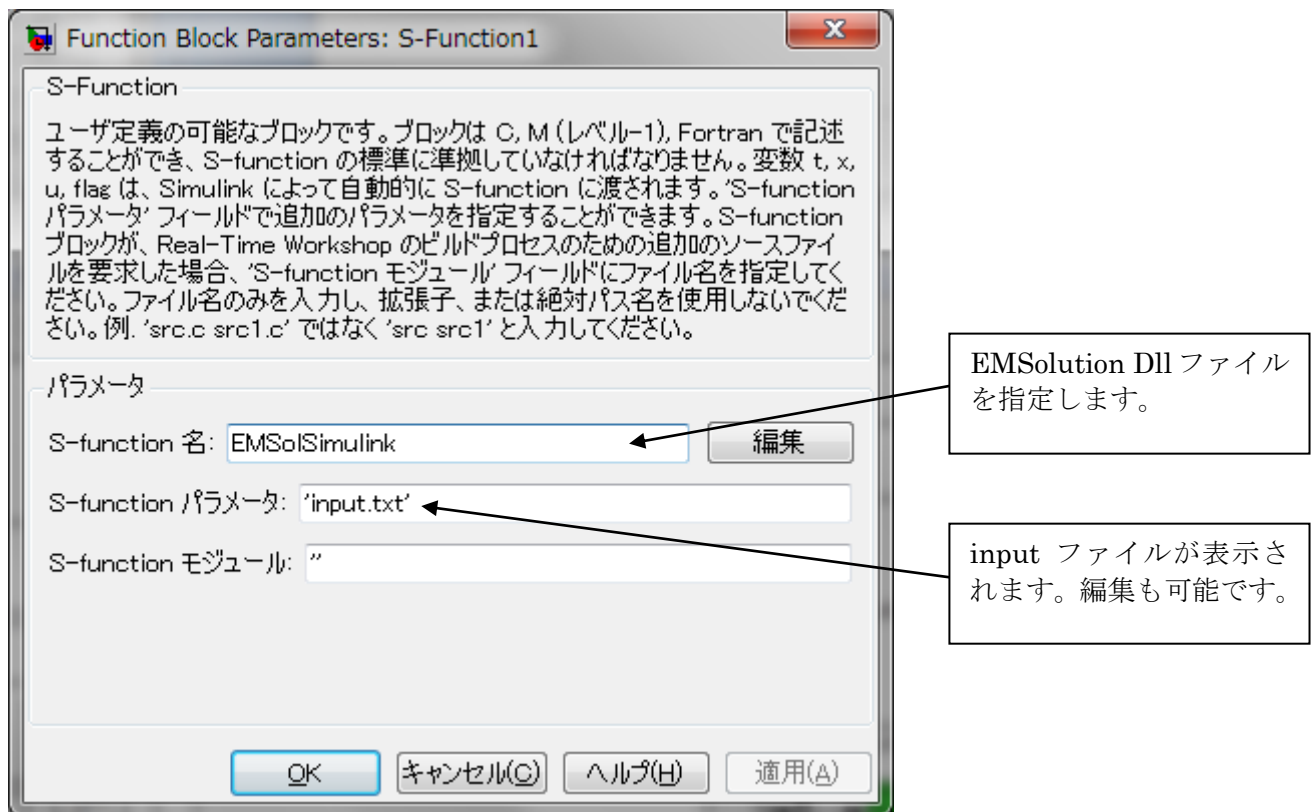 Function Block Parameters: S-Function1
S-Function
ユーザ定義の可能なブロックです。ブロックは C, M (レベル-1), Fortran で記述
することができ、S-function の標準に準拠していなければなりません。変数 t, x,
u, flag は、Simulink によって自動的に S-function に渡されます。'S-function
パラメータ' フィールドで追加のパラメータを指定することができます。S-function
ブロックが、Real-Time Workshop のビルドプロセスのための追加のソースファイ
ルを要求した場合、'S-function モジュール' フィールドにファイル名を指定してく
ださい。ファイル名のみを入力し、拡張子、または絶対パス名を使用しないでくだ
さい。例. 'src.c src1.c' ではなく 'src src1' と入力してください。
パラメータ
S-function 名: EMSolSimulink 編集
S-function パラメータ: 'input.txt'
S-function モジュール: ''
OK キャンセル(C) ヘルプ(H) 適用(A)
EMSolution Dll ファイル
を指定します。
input ファイルが表示さ
れます。編集も可能です。